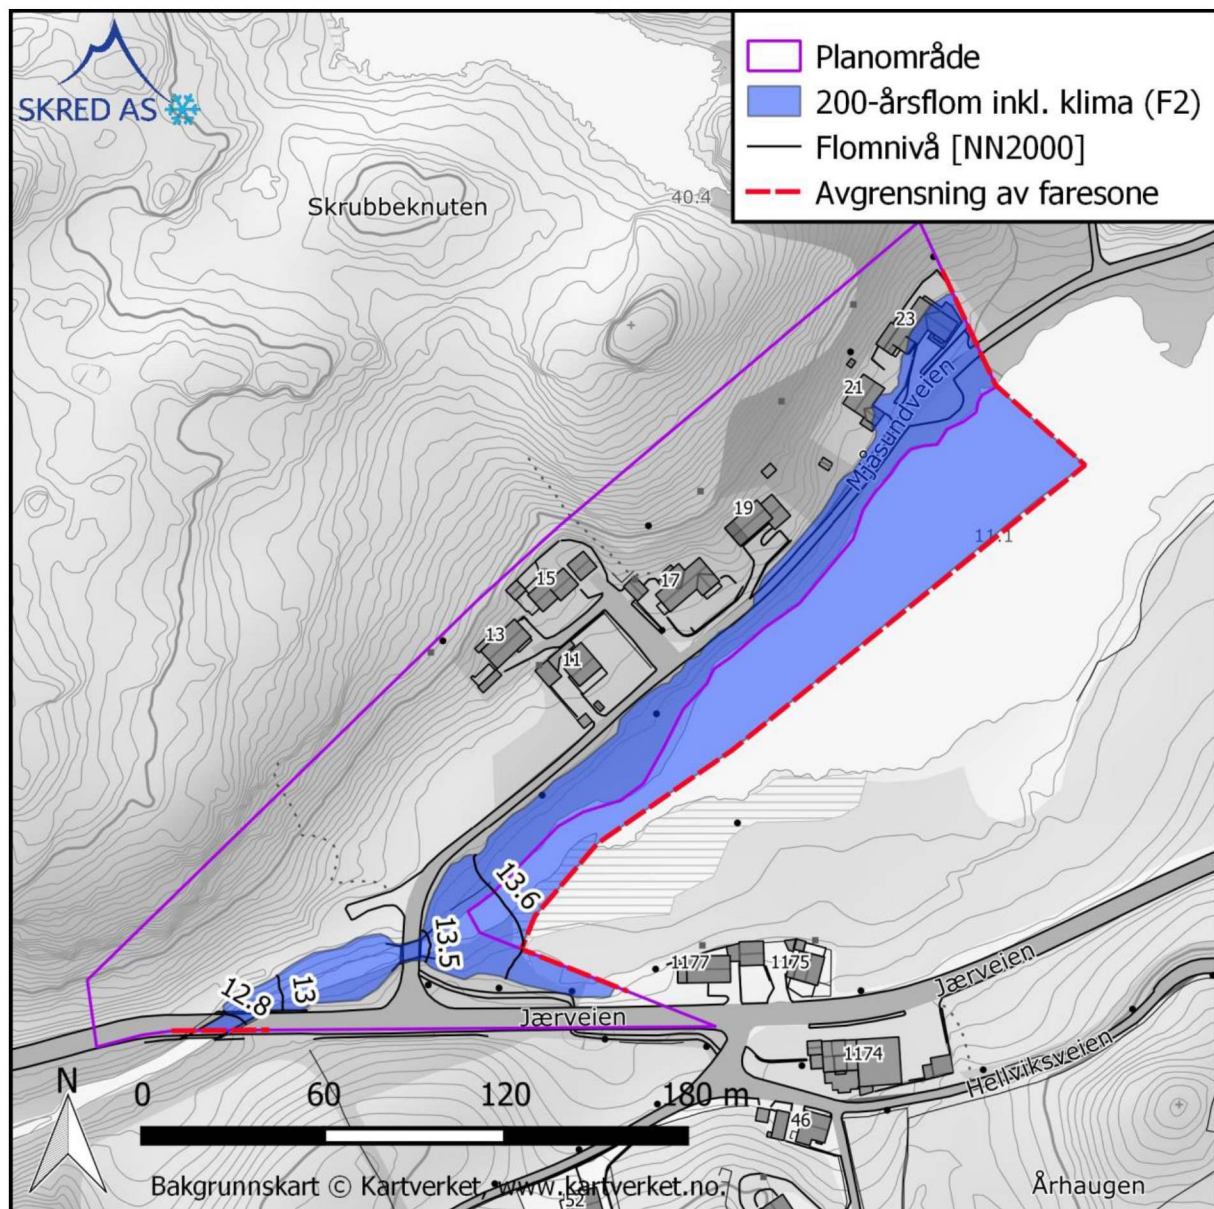 SKRED AS
Planområde
200-årsflom inkl. klima (F2)
Flomnivå [NN2000]
Avgrensning av faresone
Skrubbeknuten
40.4
23
21
Mjåsundveien
19
11.1
15
17
13
11
13.6
13.5
13
12.8
1177
1175
Jærveien
Jærveien
1174
Hellviksveien
46
N
0 60 120 180 m
Bakgrunnskart © Kartverket, www.kartverket.no.
52
Århaugen